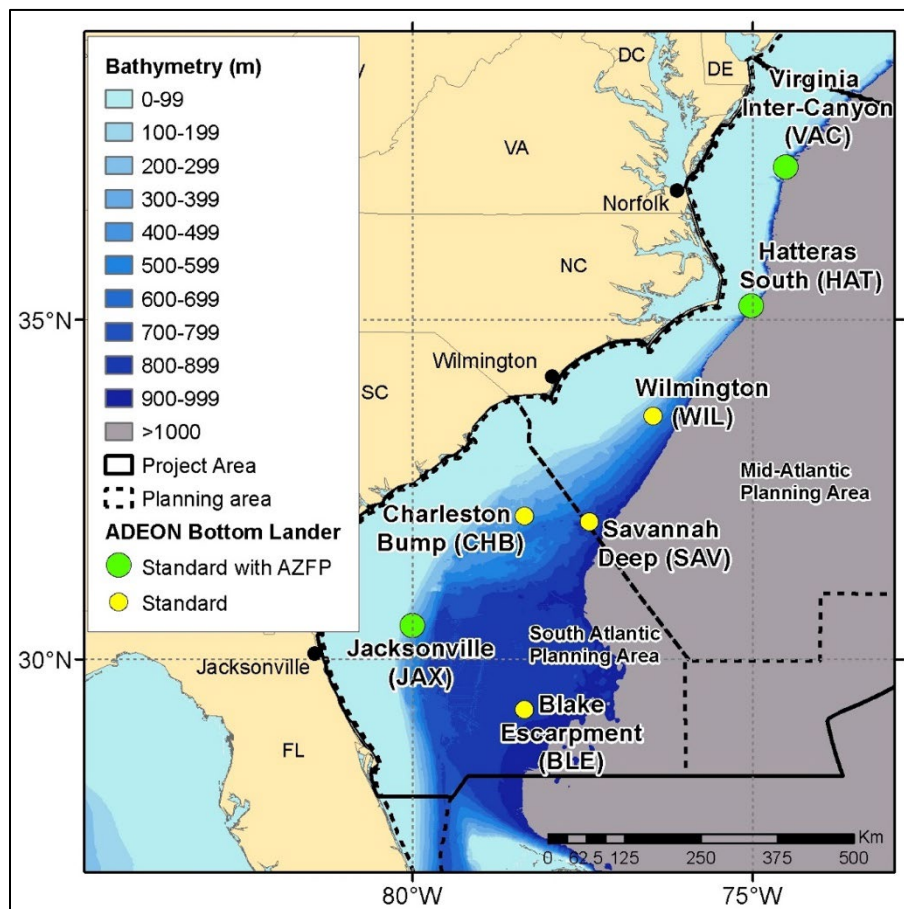 Bathymetry (m)
0-99
100-199
200-299
300-399
400-499
500-599
600-699
700-799
800-899
900-999
>1000
Project Area
Planning area
ADEON Bottom Lander
Standard with AZFP
Standard
DC
DE
VA
NC
SC
FL
Virginia
Inter-Canyon
(VAC)
Norfolk
Hatteras
South (HAT)
35°N
Wilmington
Wilmington
(WIL)
Mid-Atlantic
Planning Area
Charleston
Bump (CHB)
Savannah
Deep (SAV)
South Atlantic
Planning Area
Jacksonville
(JAX)
30°N
Jacksonville
Blake
Escarpment
(BLE)
Km
0 62.5 125 250 375 500
80°W
75°W